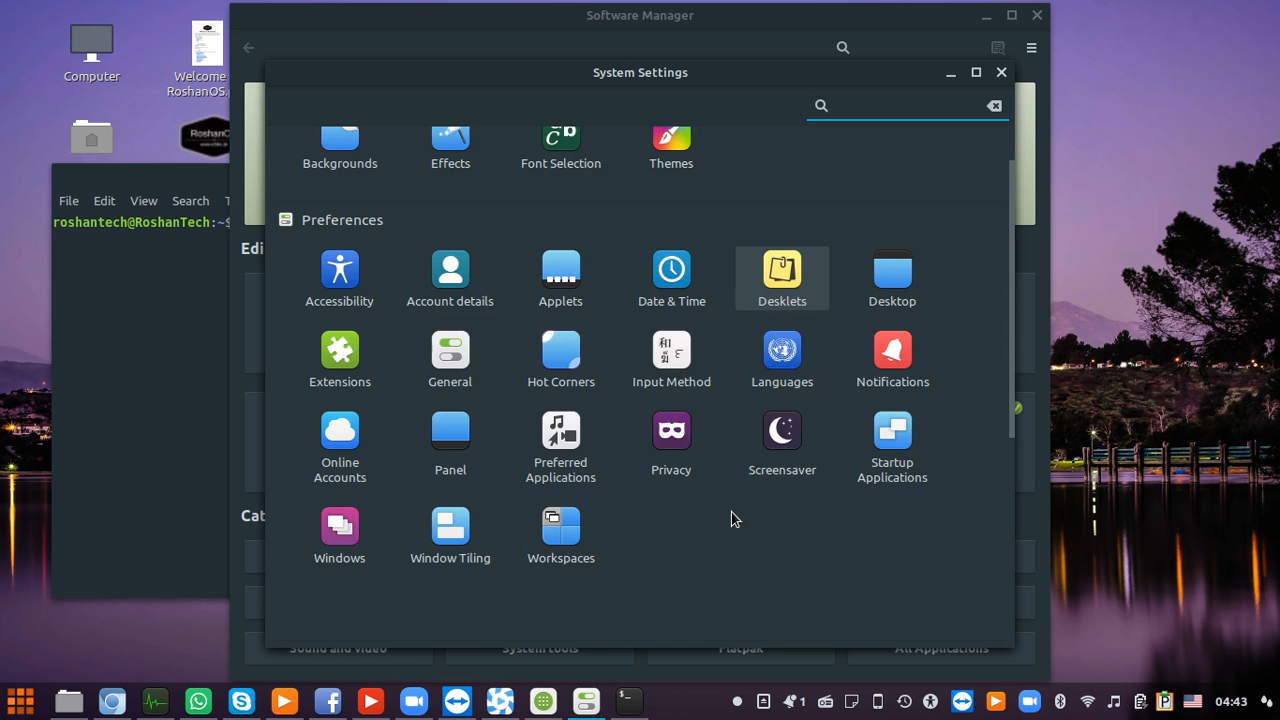 Software Manager
Computer
Welcome
RoshanOS.
System Settings
Backgrounds
Effects
Font Selection
Themes
File Edit View Search T
roshantech@RoshanTech:~$
Edi
Preferences
Accessibility
Account details
Applets
Date & Time
Desklets
Desktop
Extensions
General
Hot Corners
Input Method
Languages
Notifications
Online
Accounts
Panel
Preferred
Applications
Privacy
Screensaver
Startup
Applications
Cat
Windows
Window Tiling
Workspaces
Sound and video
System tools
Flatpak
All Applications
1
04:43